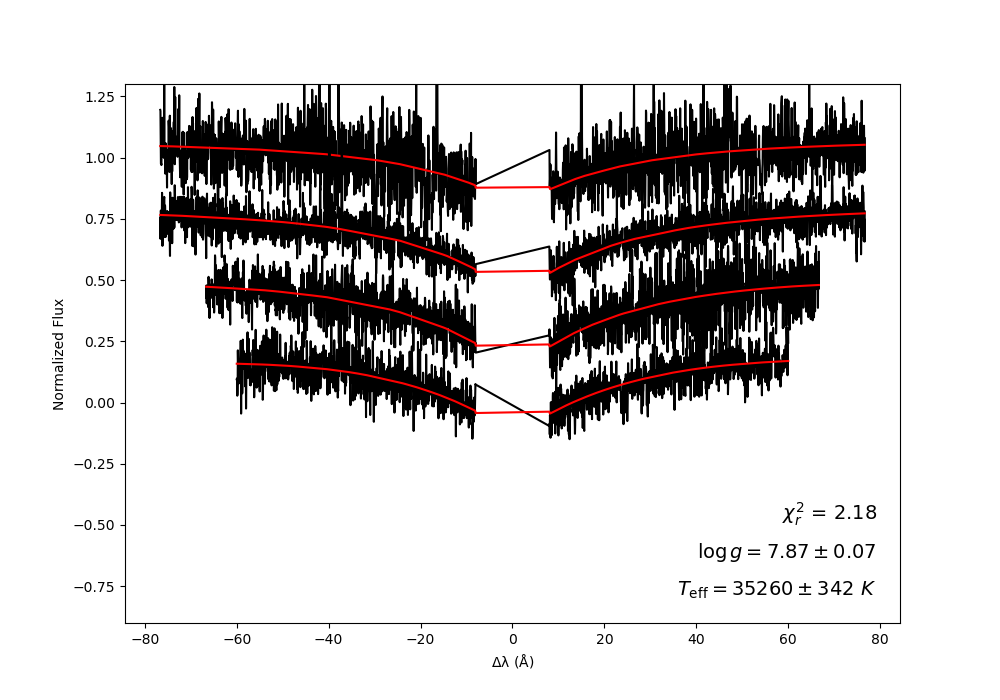 1.25
1.00
0.75
0.50
0.25
0.00
−0.25
−0.50
−0.75
Normalized Flux
χ²ᵣ = 2.18
log g = 7.87 ± 0.07
T_eff = 35260 ± 342 K
−80 −60 −40 −20 0 20 40 60 80
Δλ (Å)